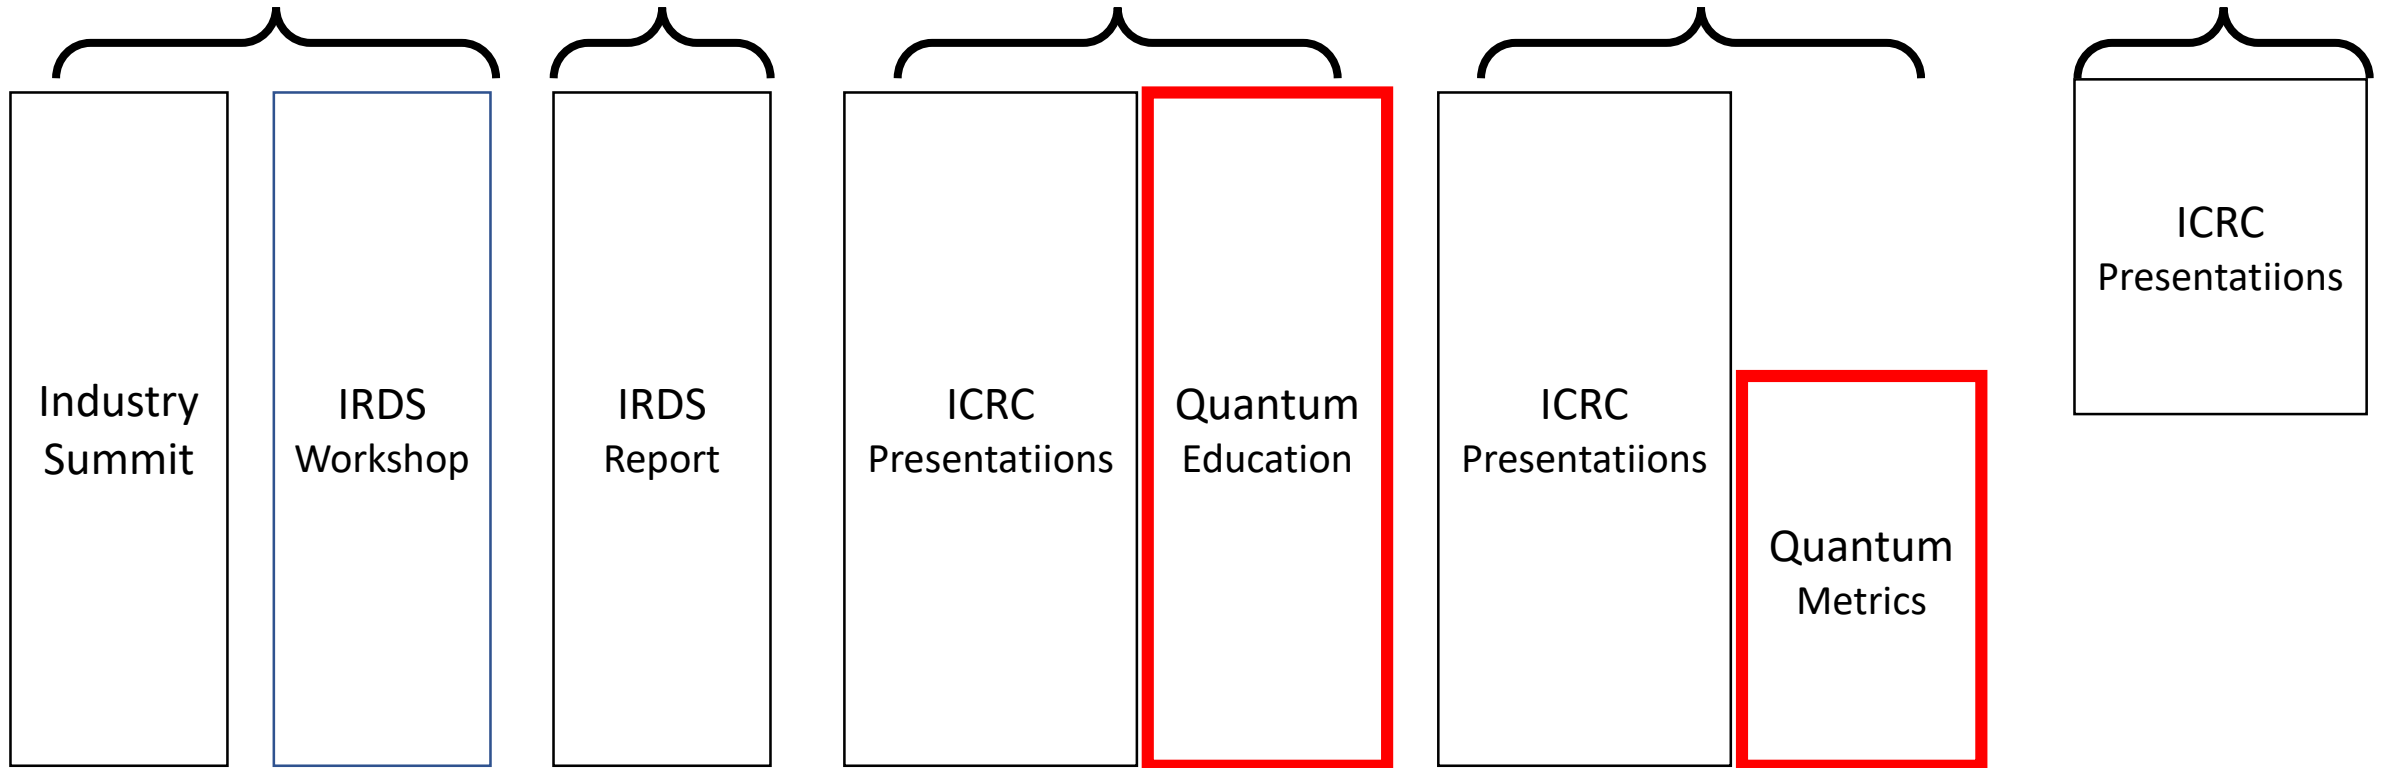 Industry
Summit
IRDS
Workshop
IRDS
Report
ICRC
Presentatiions
Quantum
Education
ICRC
Presentatiions
Quantum
Metrics
ICRC
Presentatiions